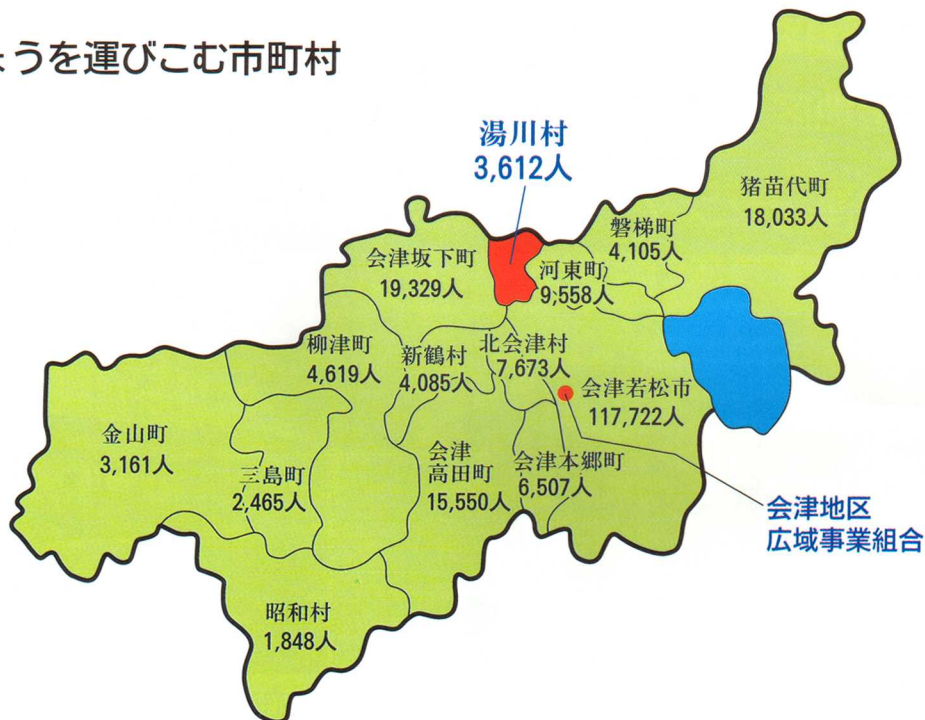 ょうを運びこむ市町村
湯川村
3,612人
猪苗代町
18,033人
磐梯町
4,105人
会津坂下町
19,329人
河東町
9,558人
柳津町
4,619人
新鶴村
4,085人
北会津村
7,673人
会津若松市
117,722人
金山町
3,161人
三島町
2,465人
会津
高田町
15,550人
会津本郷町
6,507人
会津地区
広域事業組合
昭和村
1,848人